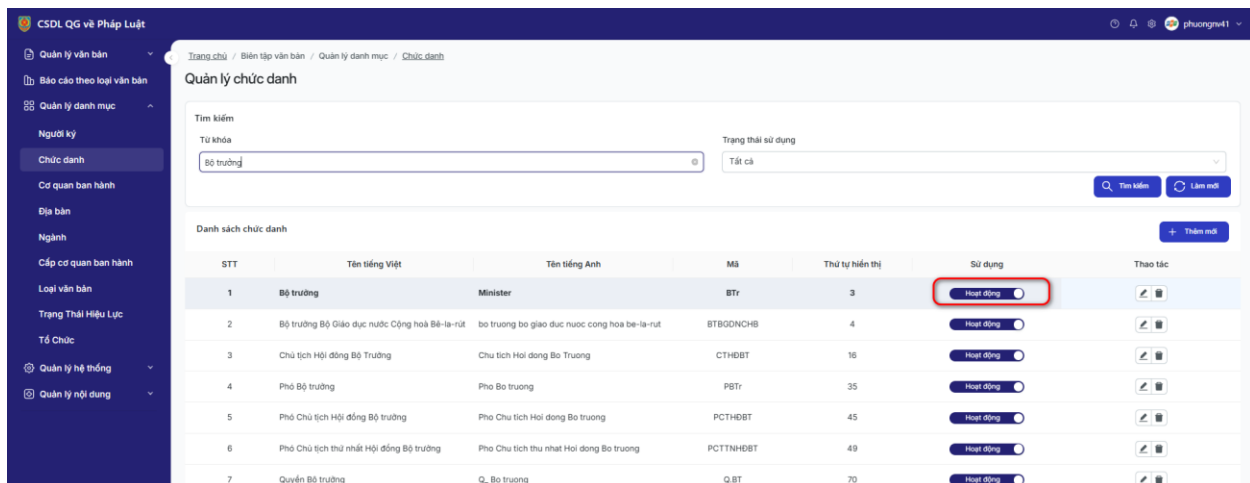 CSDL QG về Pháp Luật
phuongnv41
Quản lý văn bản
Báo cáo theo loại văn bản
Quản lý danh mục
Người ký
Chức danh
Cơ quan ban hành
Địa bàn
Ngành
Cấp cơ quan ban hành
Loại văn bản
Trạng Thái Hiệu Lực
Tổ Chức
Quản lý hệ thống
Quản lý nội dung
Trang chủ / Biên tập văn bản / Quản lý danh mục / Chức danh
Quản lý chức danh
Tìm kiếm
Từ khóa Trạng thái sử dụng
Bộ trưởng Tất cả
Tìm kiếm Làm mới
Danh sách chức danh Thêm mới
STT Tên tiếng Việt Tên tiếng Anh Mã Thứ tự hiển thị Sử dụng Thao tác
1 Bộ trưởng Minister BTr 3 Hoạt động
2 Bộ trưởng Bộ Giáo dục nước Cộng hoà Bê-la-rút bo truong bo giao duc nuoc cong hoa be-la-rut BTBGDNCHB 4 Hoạt động
3 Chủ tịch Hội đồng Bộ Trưởng Chu tich Hoi dong Bo Truong CTHĐBT 16 Hoạt động
4 Phó Bộ trưởng Pho Bo truong PBTr 35 Hoạt động
5 Phó Chủ tịch Hội đồng Bộ trưởng Pho Chu tich Hoi dong Bo truong PCTHĐBT 45 Hoạt động
6 Phó Chủ tịch thứ nhất Hội đồng Bộ trưởng Pho Chu tich thu nhat Hoi dong Bo truong PCTTNHĐBT 49 Hoạt động
7 Quyền Bộ trưởng Q_ Bo truong Q.BT 70 Hoạt động